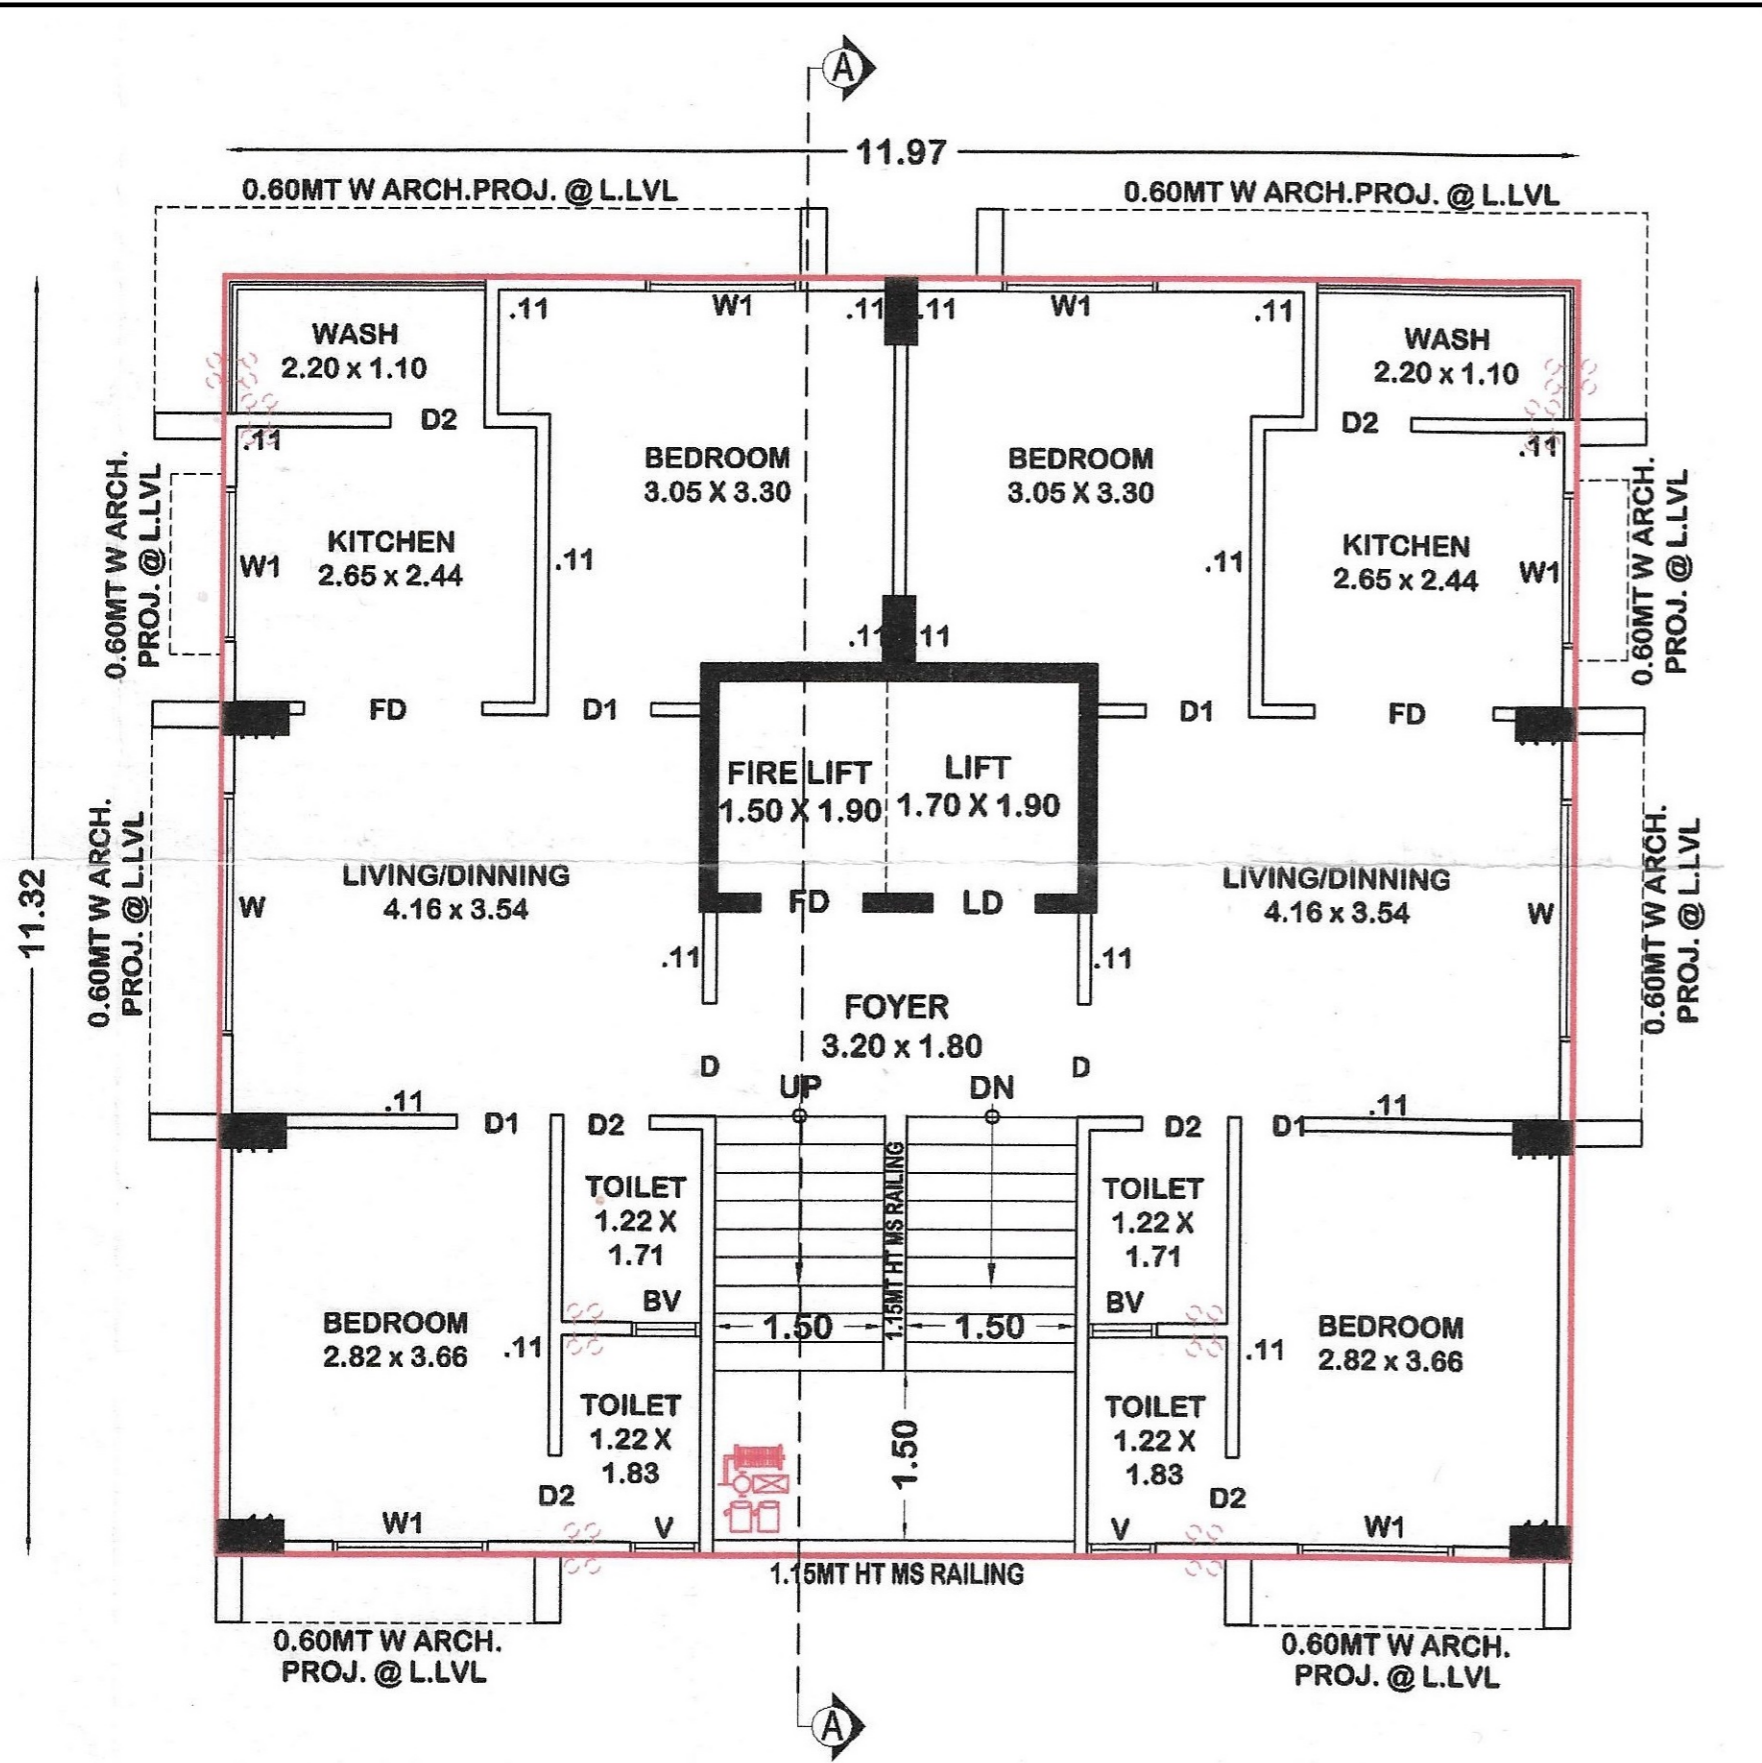 A
11.97
0.60MT W ARCH.PROJ. @ L.LVL
0.60MT W ARCH.PROJ. @ L.LVL
.11 W1 .11 .11 W1 .11
WASH
2.20 x 1.10
WASH
2.20 x 1.10
D2
D2
.11
.11
BEDROOM
3.05 X 3.30
BEDROOM
3.05 X 3.30
0.60MT W ARCH.
PROJ. @ L.LVL
0.60MT W ARCH.
PROJ. @ L.LVL
W1
KITCHEN
2.65 x 2.44
.11
.11
KITCHEN
2.65 x 2.44
W1
.11 .11
FD
D1
D1
FD
FIRE LIFT
1.50 X 1.90
LIFT
1.70 X 1.90
0.60MT W ARCH.
PROJ. @ L.LVL
0.60MT W ARCH.
PROJ. @ L.LVL
11.32
W
LIVING/DINNING
4.16 x 3.54
FD
LD
LIVING/DINNING
4.16 x 3.54
W
.11
.11
FOYER
3.20 x 1.80
D
D
UP
DN
.11
D1
D2
D2
D1
.11
TOILET
1.22 X
1.71
1.15MT HT MS RAILING
TOILET
1.22 X
1.71
BV
BV
1.50
1.50
BEDROOM
2.82 x 3.66
.11
.11
BEDROOM
2.82 x 3.66
TOILET
1.22 X
1.83
1.50
TOILET
1.22 X
1.83
D2
D2
W1
V
V
W1
1.15MT HT MS RAILING
0.60MT W ARCH.
PROJ. @ L.LVL
0.60MT W ARCH.
PROJ. @ L.LVL
A